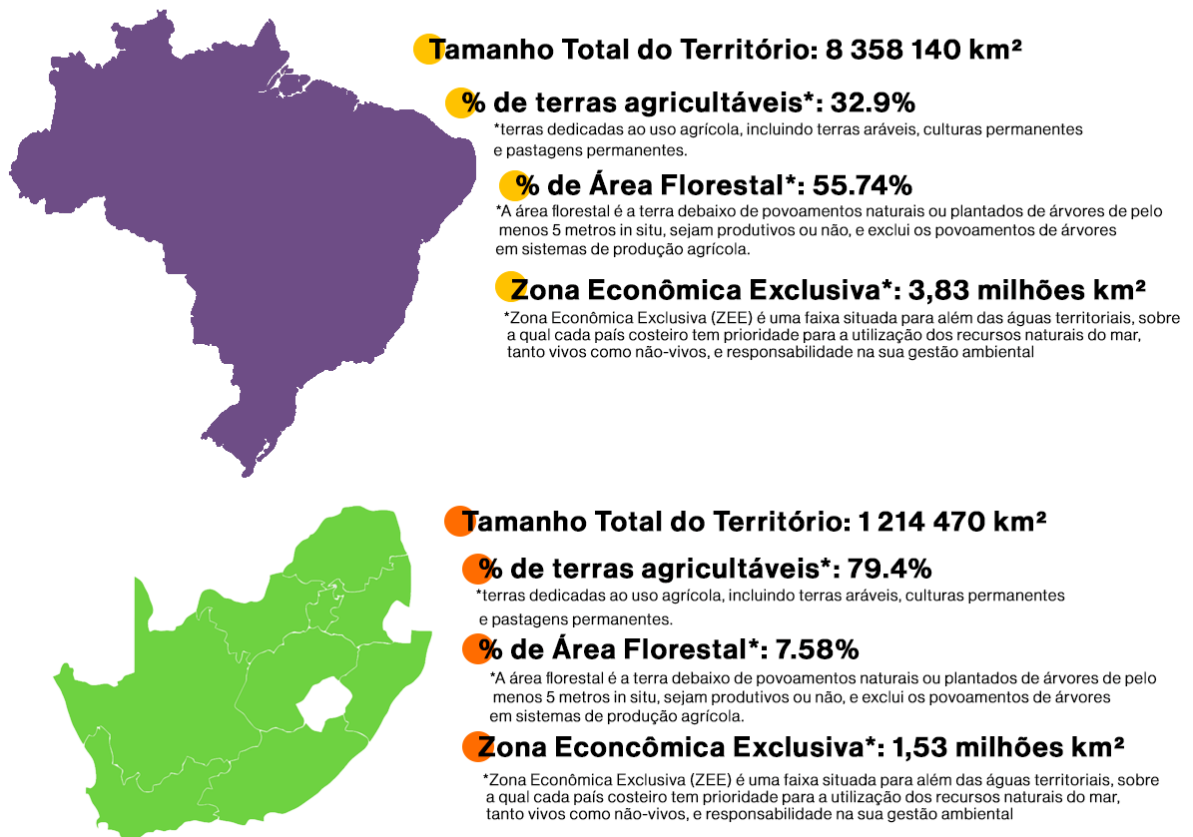 Tamanho Total do Território: 8 358 140 km²
% de terras agricultáveis*: 32.9%
*terras dedicadas ao uso agrícola, incluindo terras aráveis, culturas permanentes
e pastagens permanentes.
% de Área Florestal*: 55.74%
*A área florestal é a terra debaixo de povoamentos naturais ou plantados de árvores de pelo
menos 5 metros in situ, sejam produtivos ou não, e exclui os povoamentos de árvores
em sistemas de produção agrícola.
Zona Econômica Exclusiva*: 3,83 milhões km²
*Zona Econômica Exclusiva (ZEE) é uma faixa situada para além das águas territoriais, sobre
a qual cada país costeiro tem prioridade para a utilização dos recursos naturais do mar,
tanto vivos como não-vivos, e responsabilidade na sua gestão ambiental
Tamanho Total do Território: 1 214 470 km²
% de terras agricultáveis*: 79.4%
*terras dedicadas ao uso agrícola, incluindo terras aráveis, culturas permanentes
e pastagens permanentes.
% de Área Florestal*: 7.58%
*A área florestal é a terra debaixo de povoamentos naturais ou plantados de árvores de pelo
menos 5 metros in situ, sejam produtivos ou não, e exclui os povoamentos de árvores
em sistemas de produção agrícola.
Zona Econcômica Exclusiva*: 1,53 milhões km²
*Zona Econômica Exclusiva (ZEE) é uma faixa situada para além das águas territoriais, sobre
a qual cada país costeiro tem prioridade para a utilização dos recursos naturais do mar,
tanto vivos como não-vivos, e responsabilidade na sua gestão ambiental